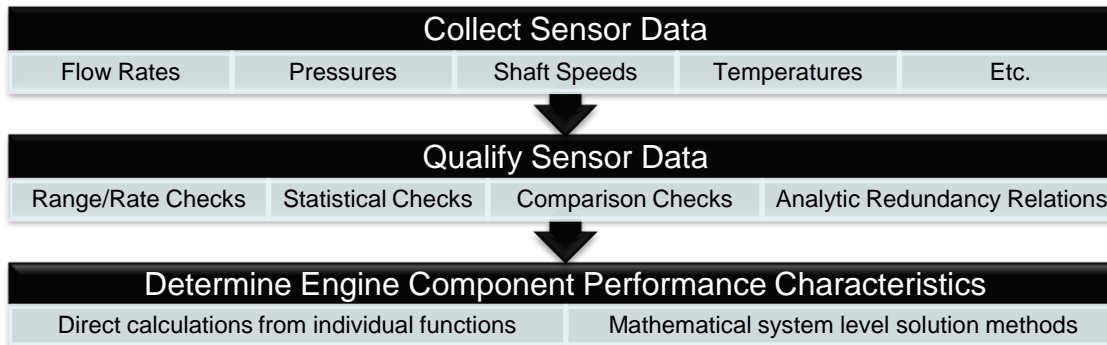 Collect Sensor Data
Flow Rates Pressures Shaft Speeds Temperatures Etc.
Qualify Sensor Data
Range/Rate Checks Statistical Checks Comparison Checks Analytic Redundancy Relations
Determine Engine Component Performance Characteristics
Direct calculations from individual functions Mathematical system level solution methods